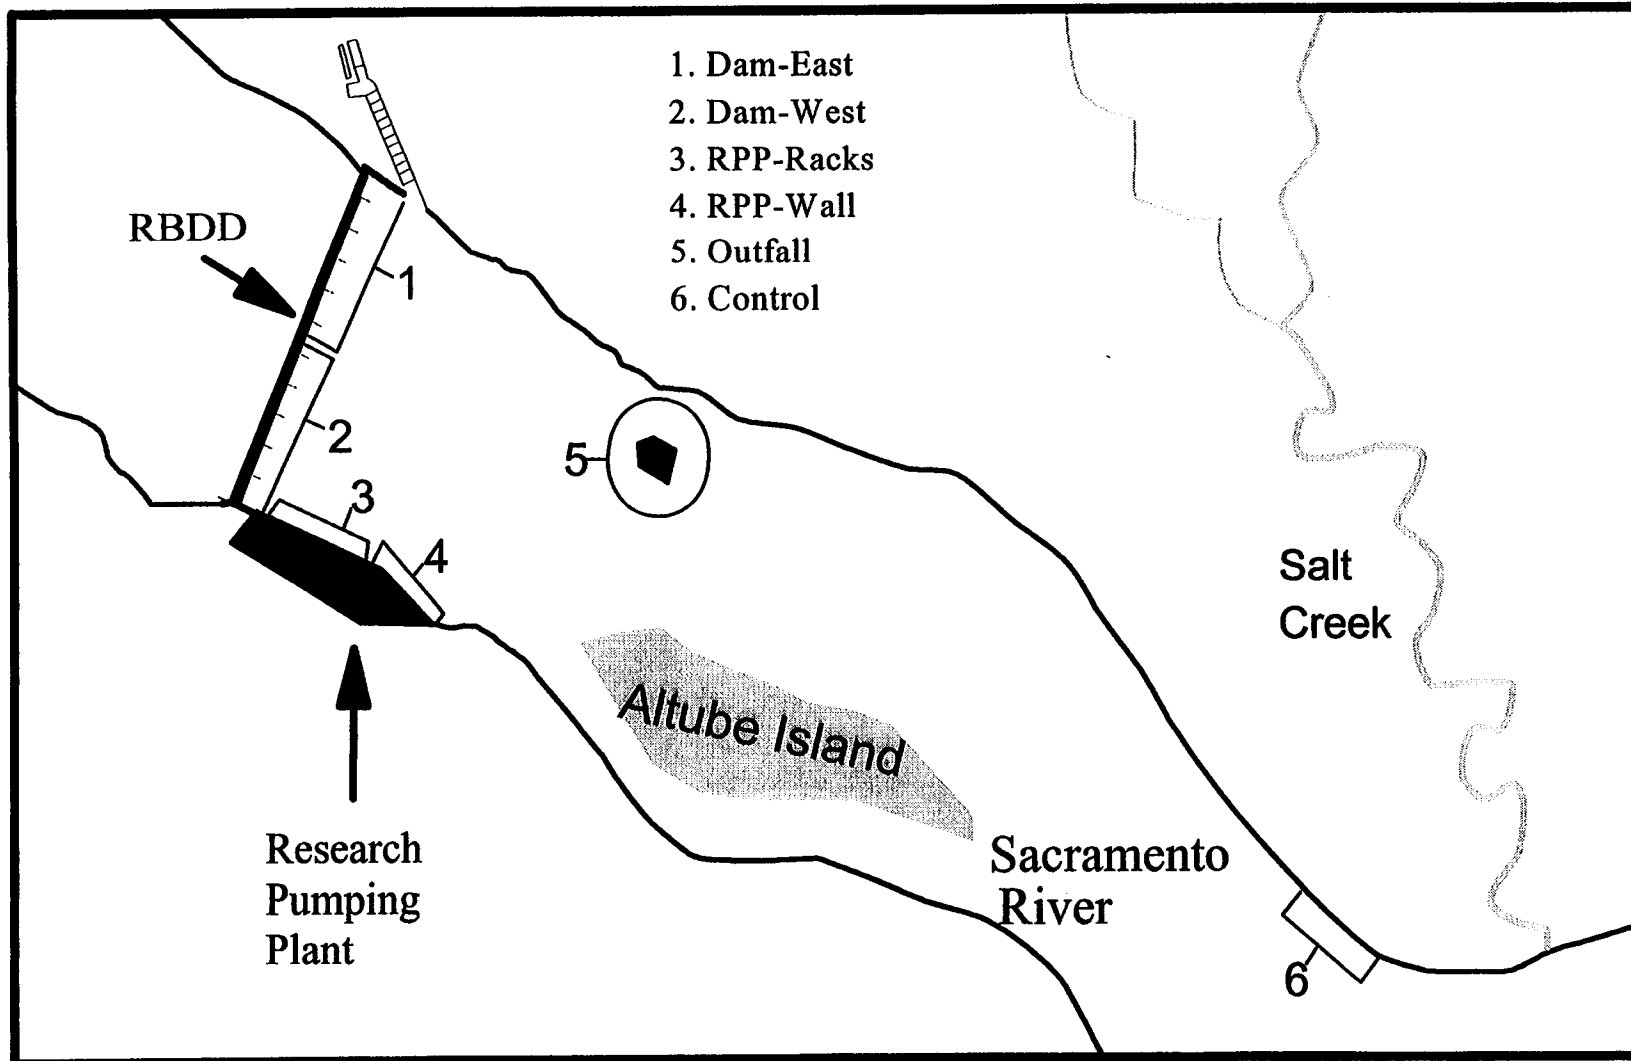 1. Dam-East
2. Dam-West
3. RPP-Racks
4. RPP-Wall
5. Outfall
6. Control
RBDD
1
2
3
4
5
Salt
Creek
Altube Island
Research
Pumping
Plant
Sacramento
River
6